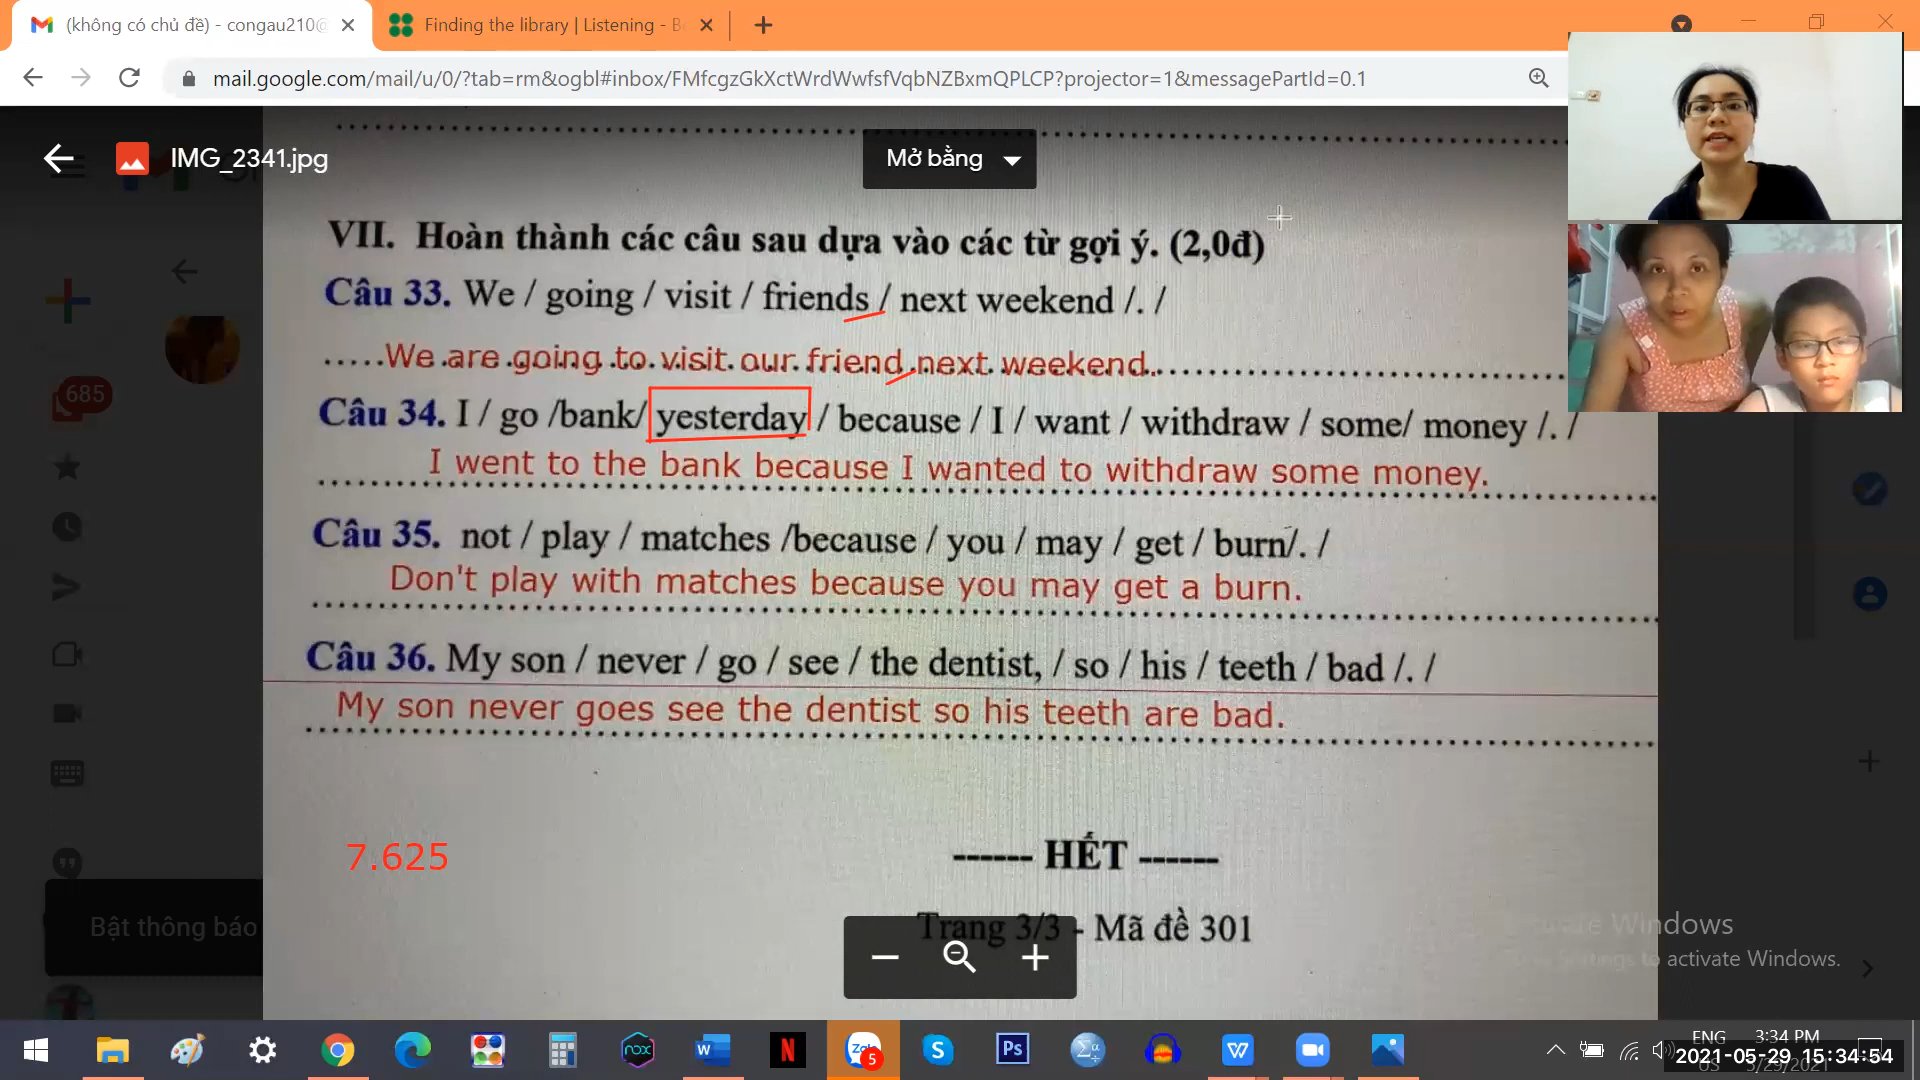 (không có chủ đề) - congau210@
Finding the library | Listening - B
mail.google.com/mail/u/0/?tab=rm&ogbl#inbox/FMfcgzGkXctWrdWwfsfVqbNZBxmQPLCP?projector=1&messagePartId=0.1
IMG_2341.jpg
Mở bằng
VII. Hoàn thành các câu sau dựa vào các từ gợi ý. (2,0đ)
Câu 33. We / going / visit / friends / next weekend /. /
We are going to visit our friend next weekend.
Câu 34. I / go /bank/ yesterday / because / I / want / withdraw / some/ money /. /
I went to the bank because I wanted to withdraw some money.
Câu 35. not / play / matches /because / you / may / get / burn/. /
Don't play with matches because you may get a burn.
Câu 36. My son / never / go / see / the dentist, / so / his / teeth / bad /. /
My son never goes see the dentist so his teeth are bad.
7.625
------ HẾT ------
Trang 3/3 - Mã đề 301
685
Bật thông báo
Windows
to activate Windows.
ENG
3:34 PM
2021-05-29 15:34:54